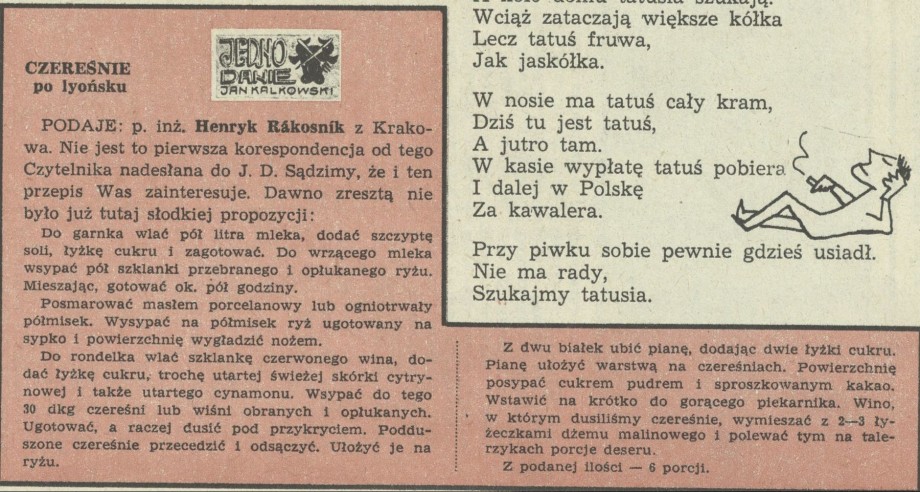 CZEREŚNIE
po lyońsku
JEDNO
DANIE
JAN KALKOWSKI
PODAJE: p. inż. Henryk Rákosník z Krako-
wa. Nie jest to pierwsza korespondencja od tego
Czytelnika nadesłana do J. D. Sądzimy, że i ten
przepis Was zainteresuje. Dawno zresztą nie
było już tutaj słodkiej propozycji:
Do garnka wlać pół litra mleka, dodać szczyptę
soli, łyżkę cukru i zagotować. Do wrzącego mleka
wsypać pół szklanki przebranego i opłukanego ryżu.
Mieszając, gotować ok. pół godziny.
Posmarować masłem porcelanowy lub ogniotrwały
półmisek. Wysypać na półmisek ryż ugotowany na
sypko i powierzchnię wygładzić nożem.
Do rondelka wlać szklankę czerwonego wina, do-
dać łyżkę cukru, trochę utartej świeżej skórki cytry-
nowej i także utartego cynamonu. Wsypać do tego
30 dkg czereśni lub wiśni obranych i opłukanych.
Ugotować, a raczej dusić pod przykryciem. Poddu-
szone czereśnie przecedzić i odsączyć. Ułożyć je na
ryżu.
Z dwu białek ubić pianę, dodając dwie łyżki cukru.
Pianę ułożyć warstwą na czereśniach. Powierzchnię
posypać cukrem pudrem i sproszkowanym kakao.
Wstawić na krótko do gorącego piekarnika. Wino,
w którym dusiliśmy czereśnie, wymieszać z 2—3 ły-
żeczkami dżemu malinowego i polewać tym na tale-
rzykach porcje deseru.
Z podanej ilości — 6 porcji.
tatusia szukają.
Wciąż zataczają większe kółka
Lecz tatuś fruwa,
Jak jaskółka.
W nosie ma tatuś cały kram,
Dziś tu jest tatuś,
A jutro tam.
W kasie wypłatę tatuś pobiera
I dalej w Polskę
Za kawalera.
Przy piwku sobie pewnie gdzieś usiadł.
Nie ma rady,
Szukajmy tatusia.